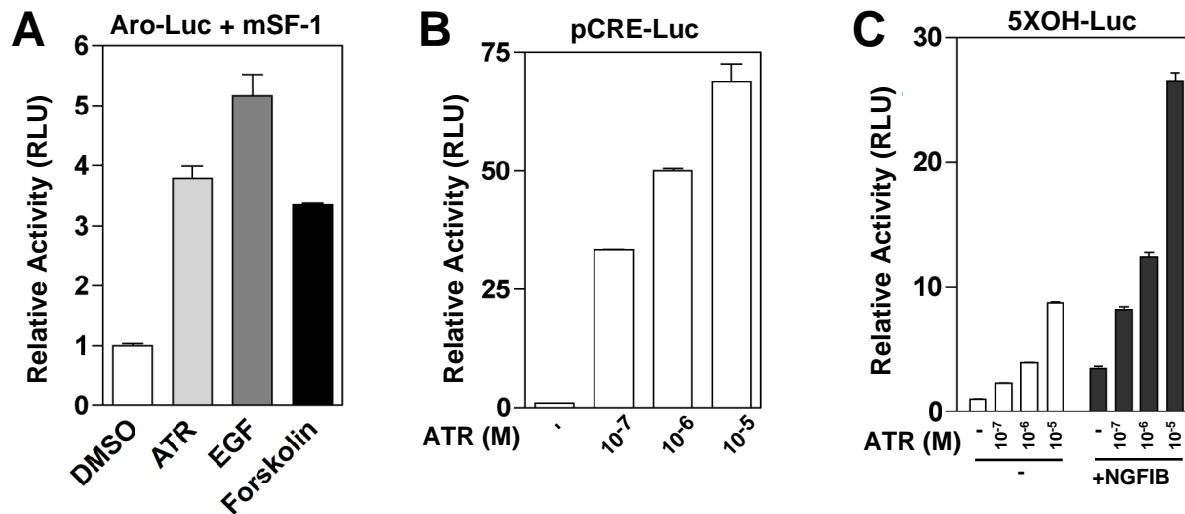 A
Aro-Luc + mSF-1
Relative Activity (RLU)
6
5
4
3
2
1
0
DMSO
ATR
EGF
Forskolin
B
pCRE-Luc
Relative Activity (RLU)
75
50
25
0
ATR (M)
-
10-7
10-6
10-5
C
5XOH-Luc
Relative Activity (RLU)
30
20
10
0
ATR (M)
-
10-7
10-6
10-5
-
10-7
10-6
10-5
-
+NGFIB